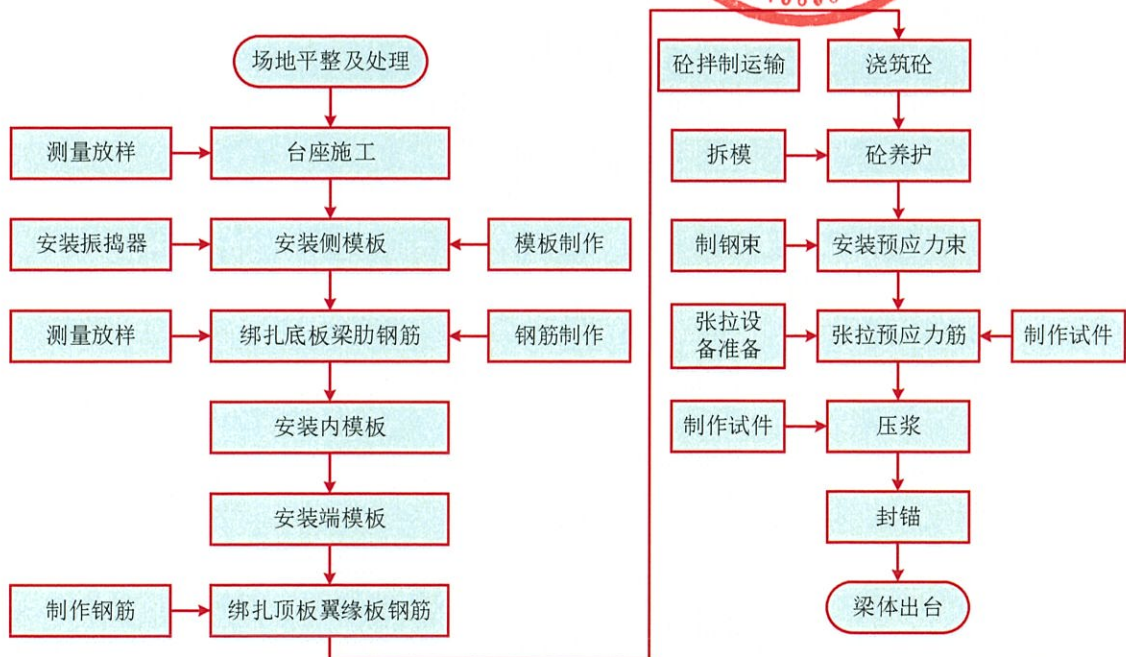 场地平整及处理
测量放样
台座施工
安装振捣器
安装侧模板
模板制作
测量放样
绑扎底板梁肋钢筋
钢筋制作
安装内模板
安装端模板
制作钢筋
绑扎顶板翼缘板钢筋
砼拌制运输
浇筑砼
拆模
砼养护
制钢束
安装预应力束
张拉设
备准备
张拉预应力筋
制作试件
制作试件
压浆
封锚
梁体出台